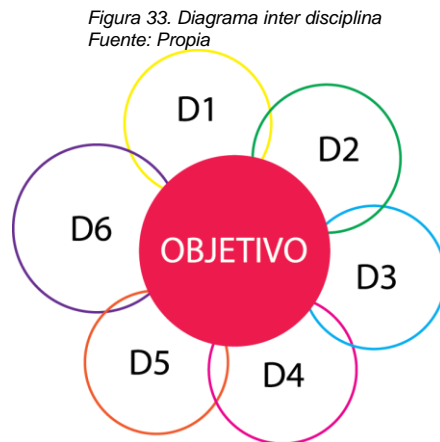 Figura 33. Diagrama inter disciplina
Fuente: Propia
D1
D2
D6
OBJETIVO
D3
D5
D4